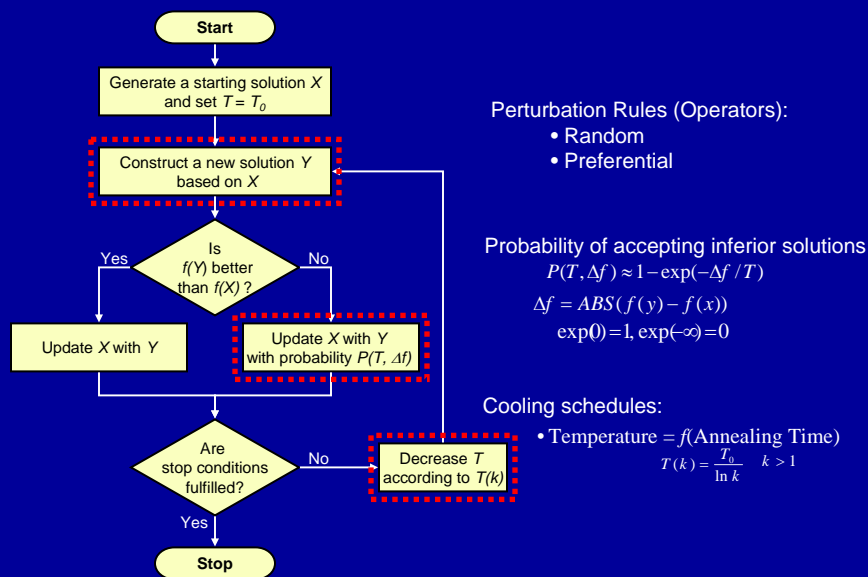 Start
Generate a starting solution X
and set T = T₀
Construct a new solution Y
based on X
Is
f(Y) better
than f(X) ?
Yes
No
Update X with Y
Update X with Y
with probability P(T, Δf)
Are
stop conditions
fulfilled?
No
Decrease T
according to T(k)
Yes
Stop
Perturbation Rules (Operators):
• Random
• Preferential
Probability of accepting inferior solutions
P(T, Δf) ≈ 1 − exp(−Δf / T)
Δf = ABS(f(y) − f(x))
exp(0) = 1, exp(−∞) = 0
Cooling schedules:
• Temperature = f(Annealing Time)
T(k) = T₀ / ln k   k > 1